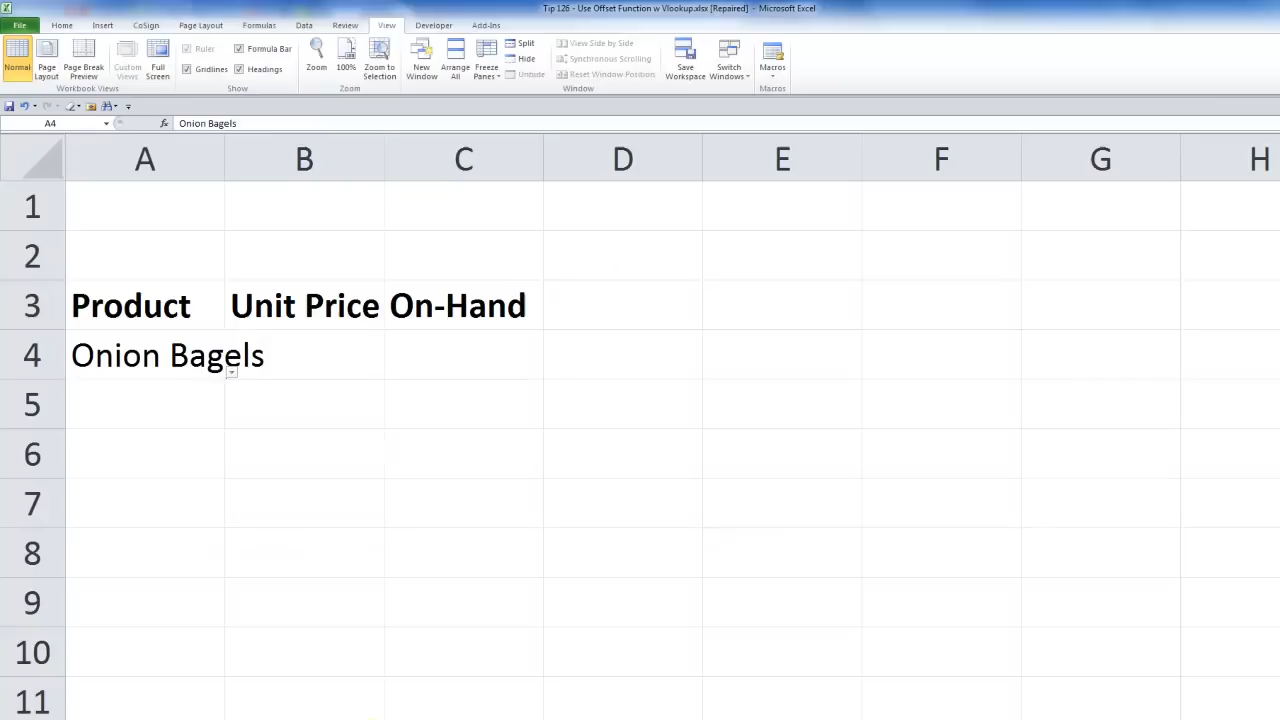 Tip 126 - Use Offset Function w Vlookup.xlsx [Repaired] - Microsoft Excel
File Home Insert CoSign Page Layout Formulas Data Review View Developer Add-Ins
Normal Page Layout Page Break Preview Custom Views Full Screen
Workbook Views
Ruler Formula Bar
Gridlines Headings
Show
Zoom 100% Zoom to Selection
Zoom
New Window Arrange All Freeze Panes
Split
Hide
Unhide
View Side by Side
Synchronous Scrolling
Reset Window Position
Save Workspace Switch Windows
Window
Macros
Macros
A4 fx Onion Bagels
A B C D E F G H
1
2
3 Product Unit Price On-Hand
4 Onion Bagels
5
6
7
8
9
10
11